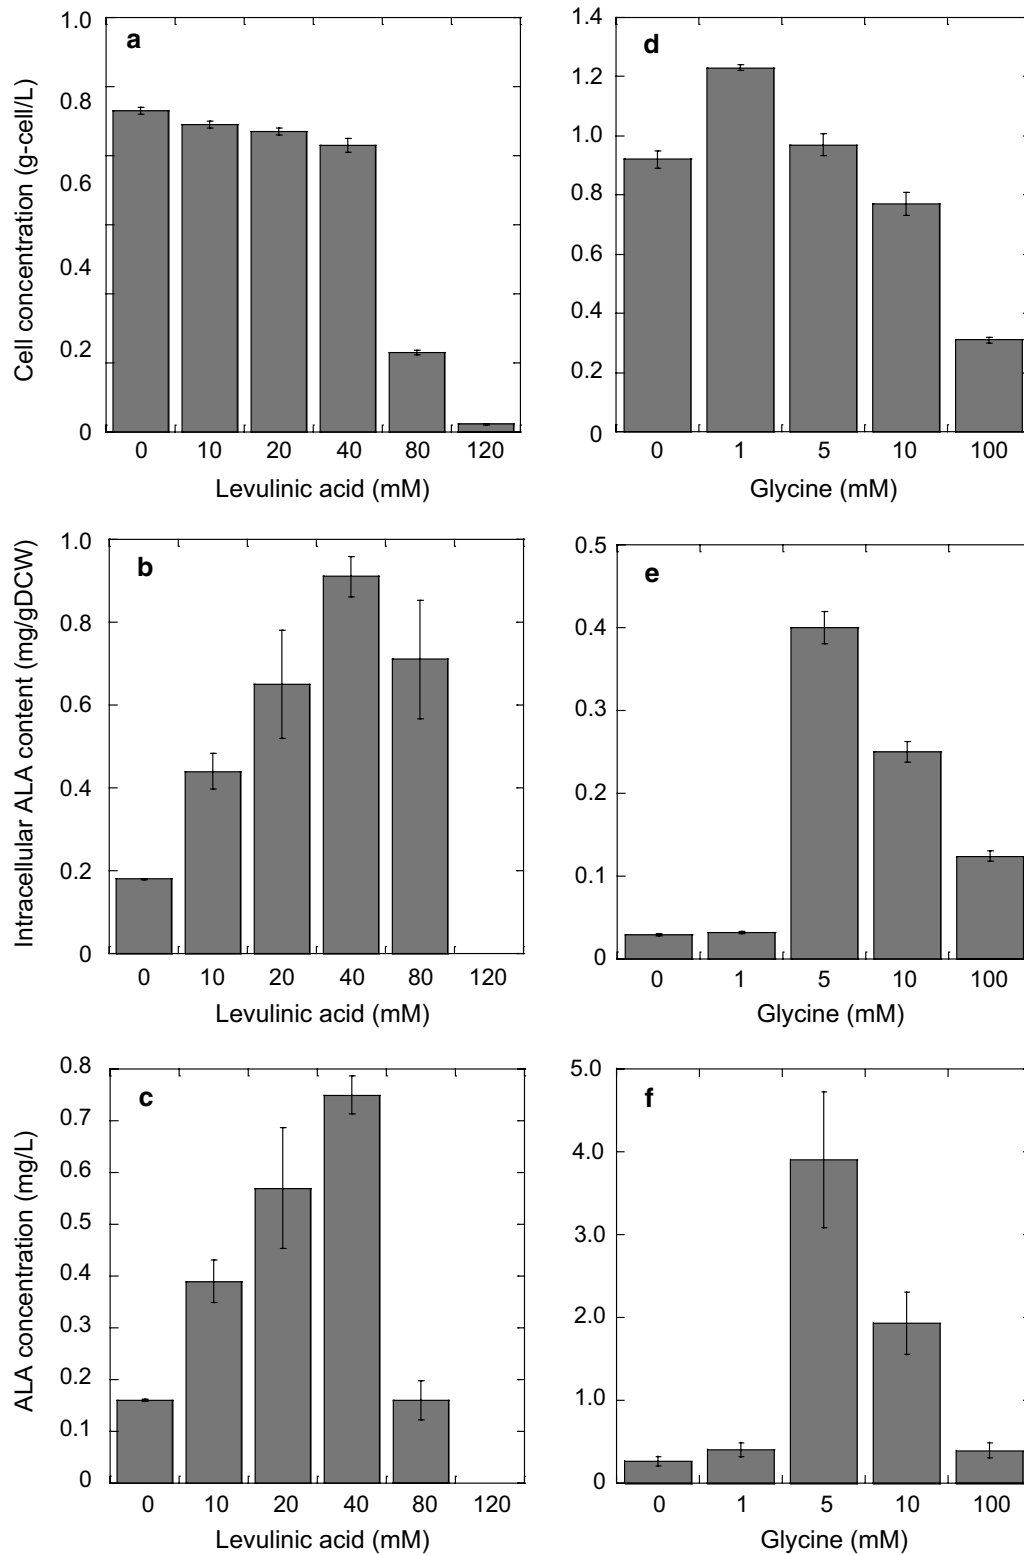 a
Cell concentration (g-cell/L)
1.0
0.8
0.6
0.4
0.2
0
0 10 20 40 80 120
Levulinic acid (mM)
d
1.4
1.2
1.0
0.8
0.6
0.4
0.2
0
0 1 5 10 100
Glycine (mM)
b
Intracellular ALA content (mg/gDCW)
1.0
0.8
0.6
0.4
0.2
0
0 10 20 40 80 120
Levulinic acid (mM)
e
0.5
0.4
0.3
0.2
0.1
0
0 1 5 10 100
Glycine (mM)
c
ALA concentration (mg/L)
0.8
0.7
0.6
0.5
0.4
0.3
0.2
0.1
0
0 10 20 40 80 120
Levulinic acid (mM)
f
5.0
4.0
3.0
2.0
1.0
0
0 1 5 10 100
Glycine (mM)